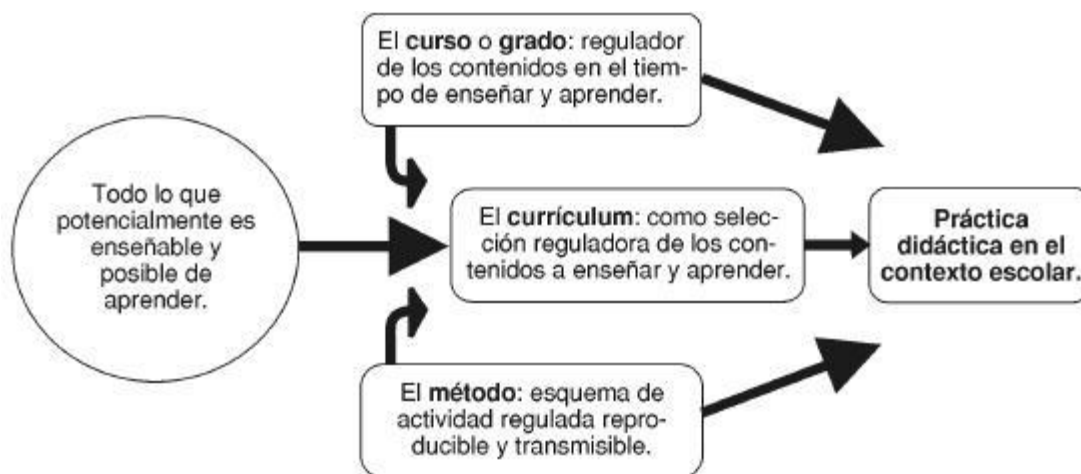 El curso o grado: regulador
de los contenidos en el tiem-
po de enseñar y aprender.
Todo lo que
potencialmente es
enseñable y
posible de
aprender.
El currículum: como selec-
ción reguladora de los con-
tenidos a enseñar y aprender.
Práctica
didáctica en el
contexto escolar.
El método: esquema de
actividad regulada repro-
ducible y transmisible.